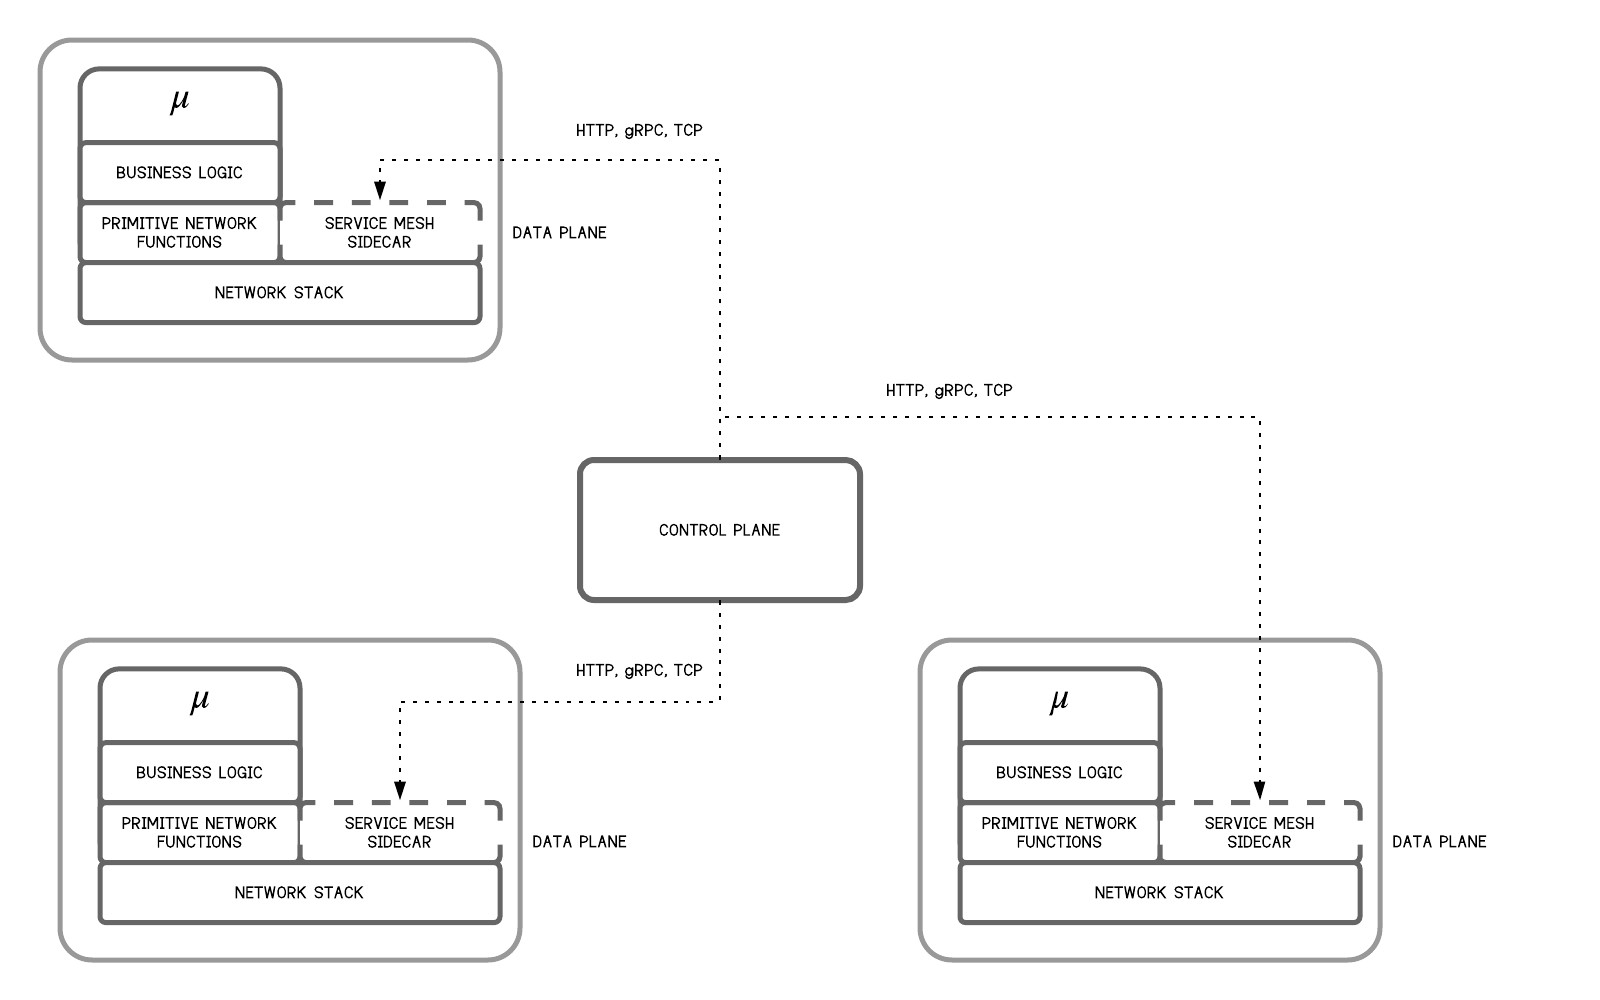 μ
HTTP, gRPC, TCP
BUSINESS LOGIC
PRIMITIVE NETWORK
FUNCTIONS
SERVICE MESH
SIDECAR
DATA PLANE
NETWORK STACK
HTTP, gRPC, TCP
CONTROL PLANE
HTTP, gRPC, TCP
μ
BUSINESS LOGIC
PRIMITIVE NETWORK
FUNCTIONS
SERVICE MESH
SIDECAR
DATA PLANE
NETWORK STACK
μ
BUSINESS LOGIC
PRIMITIVE NETWORK
FUNCTIONS
SERVICE MESH
SIDECAR
DATA PLANE
NETWORK STACK